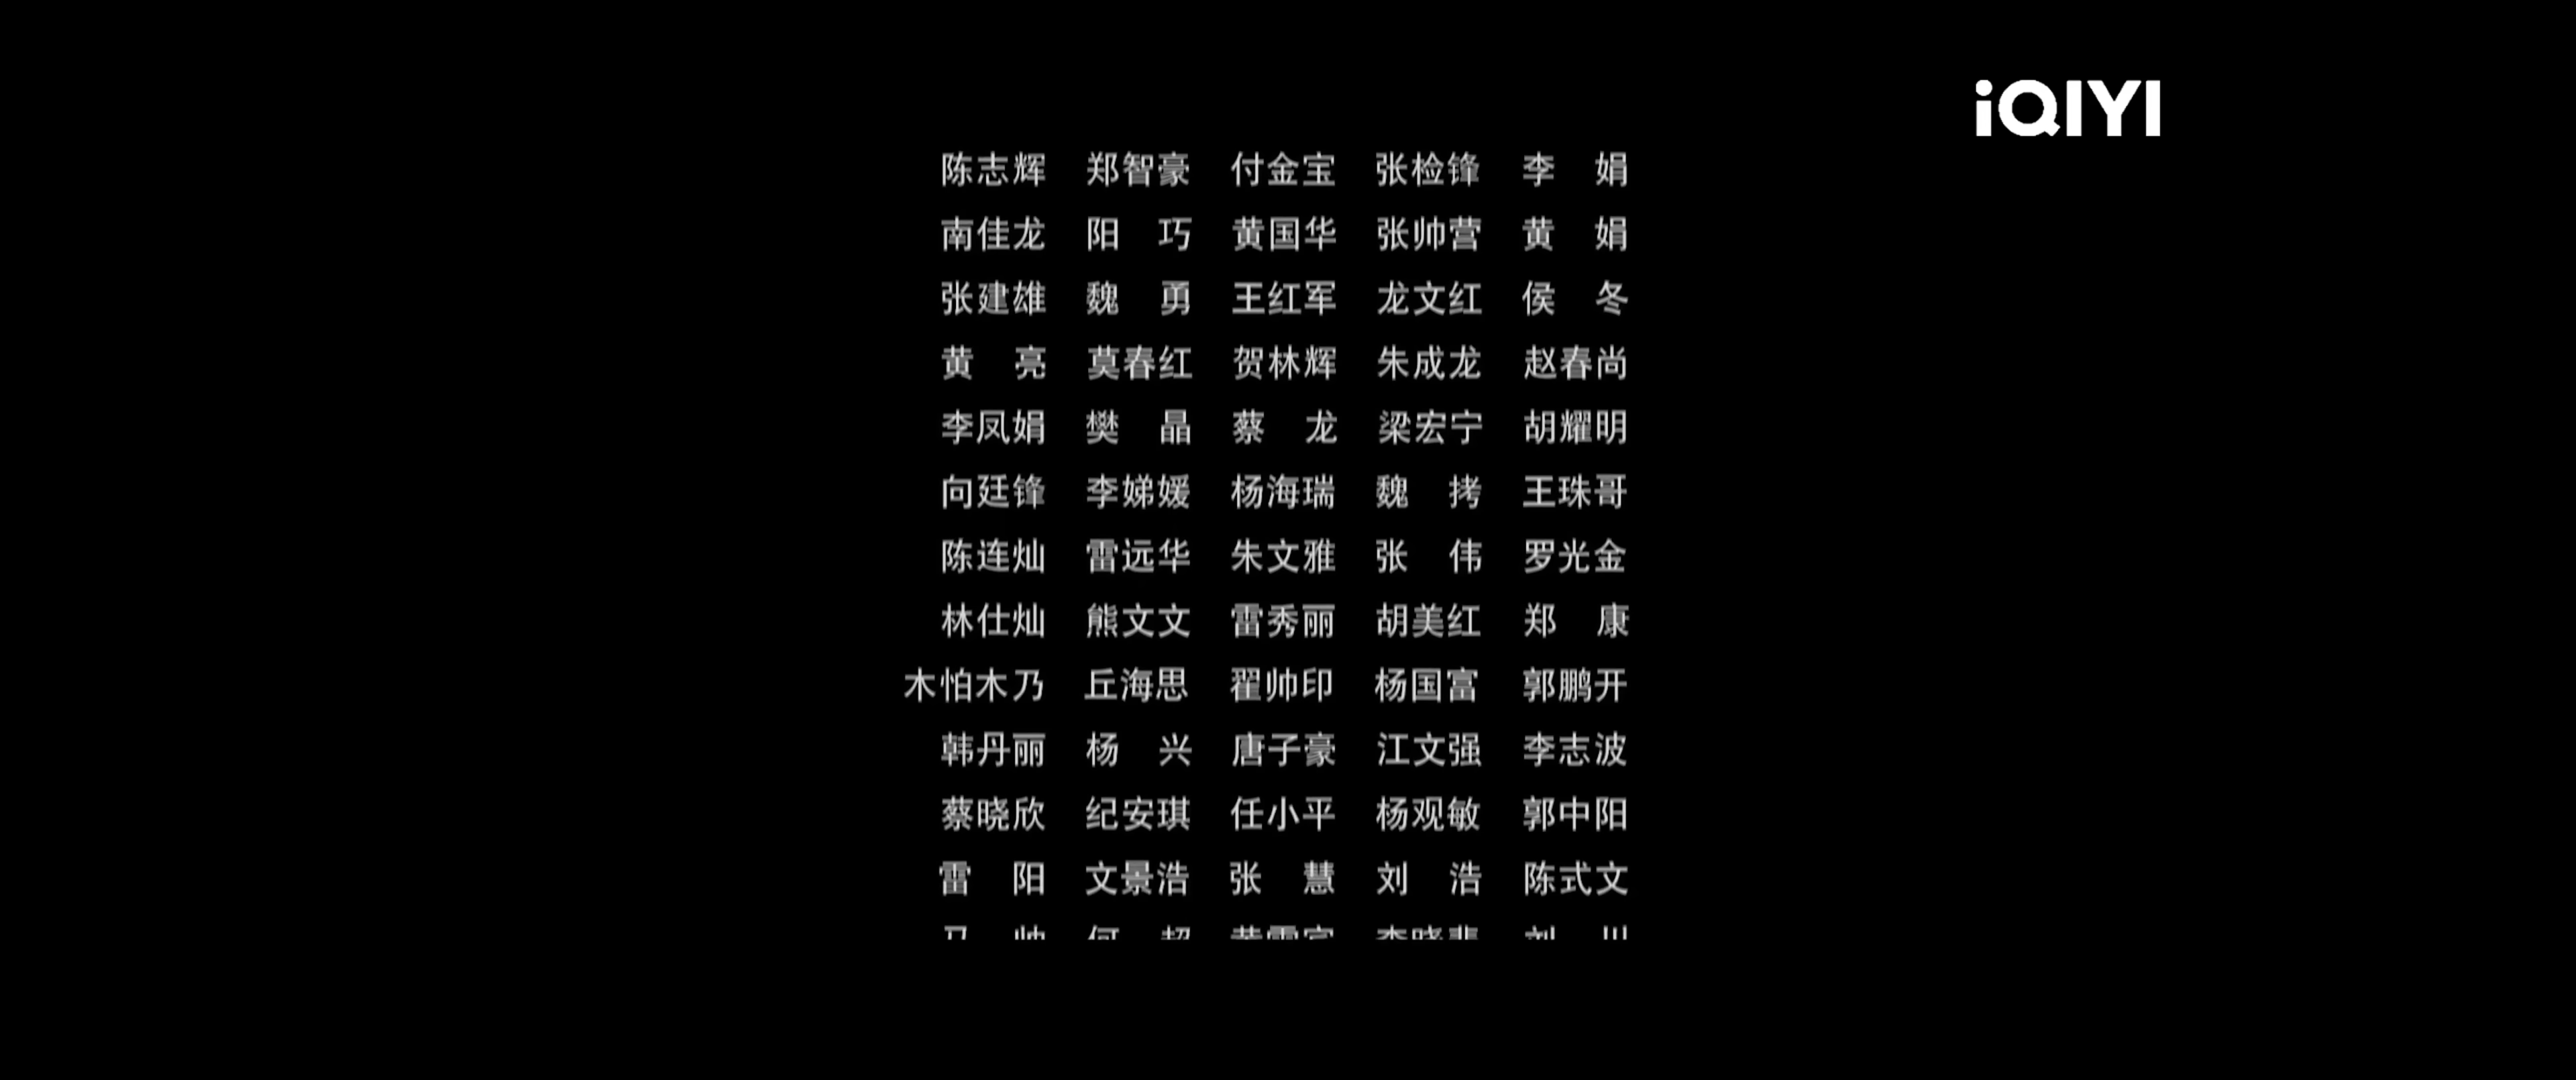 iQIYI
陈志辉 郑智豪 付金宝 张检锋 李　娟
南佳龙 阳　巧 黄国华 张帅营 黄　娟
张建雄 魏　勇 王红军 龙文红 侯　冬
黄　亮 莫春红 贺林辉 朱成龙 赵春尚
李凤娟 樊　晶 蔡　龙 梁宏宁 胡耀明
向廷锋 李娣媛 杨海瑞 魏　拷 王珠哥
陈连灿 雷远华 朱文雅 张　伟 罗光金
林仕灿 熊文文 雷秀丽 胡美红 郑　康
木怕木乃 丘海思 翟帅印 杨国富 郭鹏开
韩丹丽 杨　兴 唐子豪 江文强 李志波
蔡晓欣 纪安琪 任小平 杨观敏 郭中阳
雷　阳 文景浩 张　慧 刘　浩 陈式文